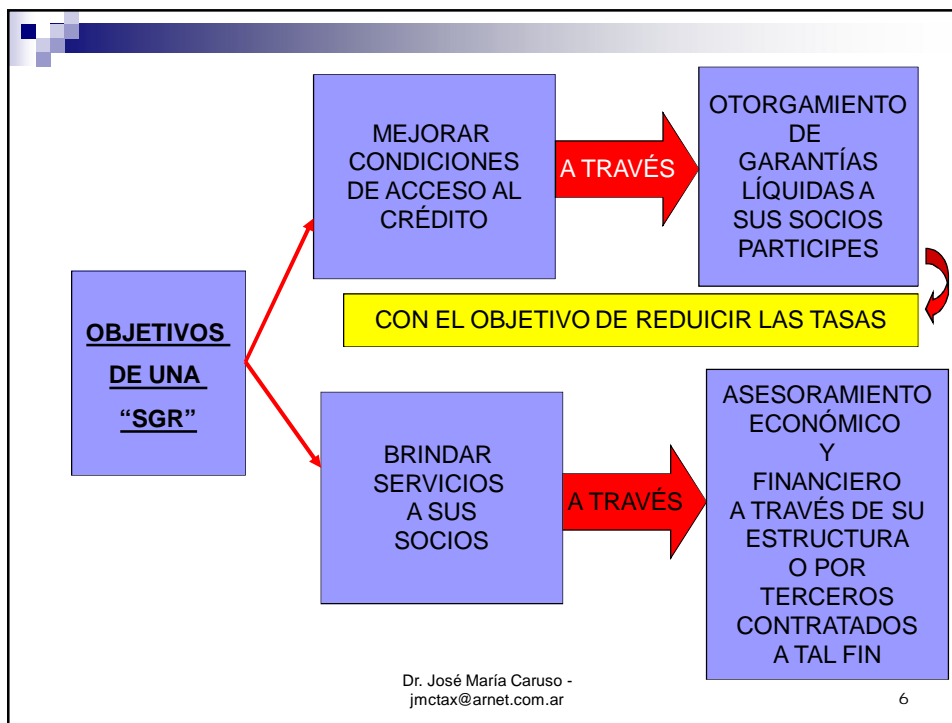 OBJETIVOS
DE UNA
“SGR”
MEJORAR
CONDICIONES
DE ACCESO AL
CRÉDITO
A TRAVÉS
OTORGAMIENTO
DE
GARANTÍAS
LÍQUIDAS A
SUS SOCIOS
PARTICIPES
CON EL OBJETIVO DE REDUICIR LAS TASAS
BRINDAR
SERVICIOS
A SUS
SOCIOS
A TRAVÉS
ASESORAMIENTO
ECONÓMICO
Y
FINANCIERO
A TRAVÉS DE SU
ESTRUCTURA
O POR
TERCEROS
CONTRATADOS
A TAL FIN
Dr. José María Caruso -
jmctax@arnet.com.ar
6